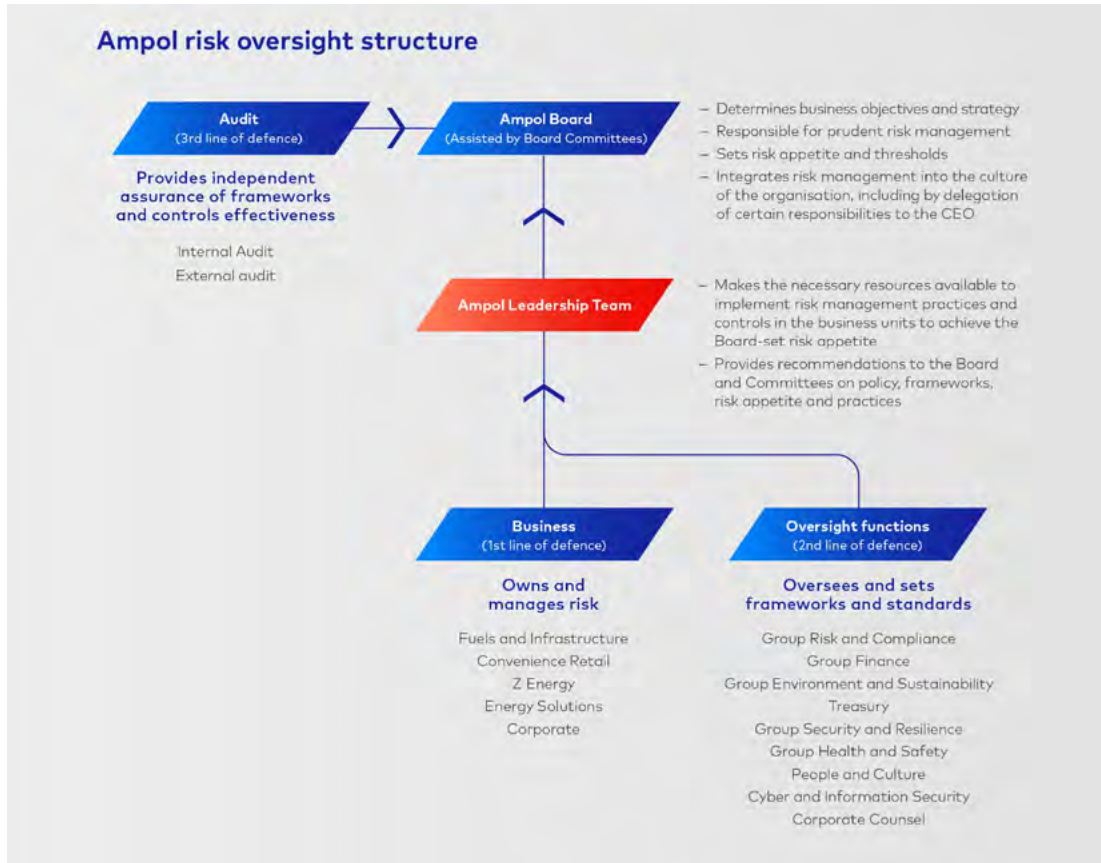 Ampol risk oversight structure
Audit
(3rd line of defence)
Provides independent
assurance of frameworks
and controls effectiveness
Internal Audit
External audit
Ampol Board
(Assisted by Board Committees)
– Determines business objectives and strategy
– Responsible for prudent risk management
– Sets risk appetite and thresholds
– Integrates risk management into the culture
of the organisation, including by delegation
of certain responsibilities to the CEO
Ampol Leadership Team
– Makes the necessary resources available to
implement risk management practices and
controls in the business units to achieve the
Board-set risk appetite
– Provides recommendations to the Board
and Committees on policy, frameworks,
risk appetite and practices
Business
(1st line of defence)
Owns and
manages risk
Fuels and Infrastructure
Convenience Retail
Z Energy
Energy Solutions
Corporate
Oversight functions
(2nd line of defence)
Oversees and sets
frameworks and standards
Group Risk and Compliance
Group Finance
Group Environment and Sustainability
Treasury
Group Security and Resilience
Group Health and Safety
People and Culture
Cyber and Information Security
Corporate Counsel